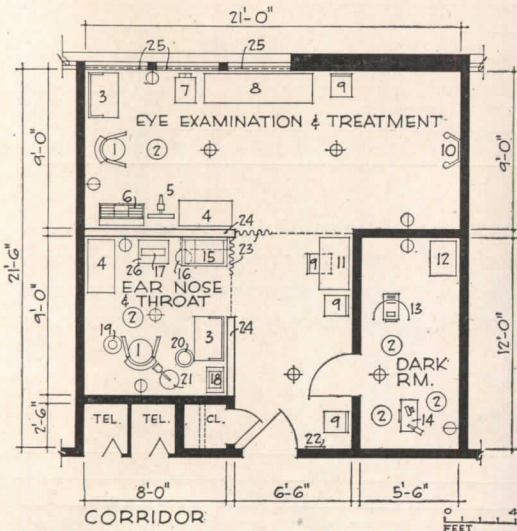 21'-0"
25 25
3 7 8 9
EYE EXAMINATION & TREATMENT
1 2 10
9'-0" 9'-0"
6 5 4
24
23
4 26 17 16 15 9 11 12
EAR NOSE
& THROAT
21'-6"
9'-0"
2 3 24 9 13
19 1 20 2
12'-0"
DARK
RM.
21 18 2 2
14
2'-6"
TEL. TEL. CL. 9
22
8'-0" 6'-6" 5'-6"
CORRIDOR
0 4
FEET